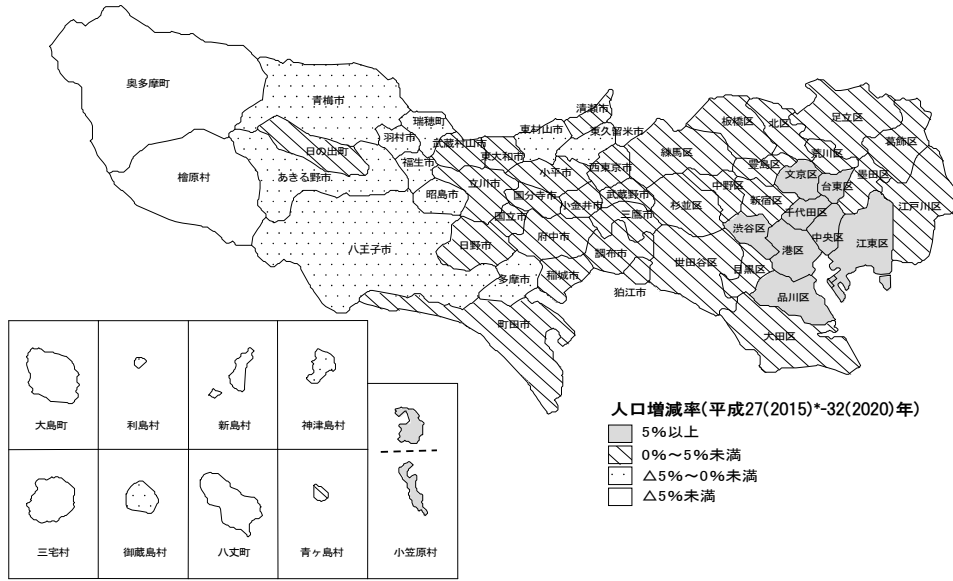 奥多摩町
青梅市
瑞穂町
羽村市
日の出町
福生市
あきる野市
檜原村
昭島市
八王子市
武蔵村山市
東大和市
東村山市
清瀬市
東久留米市
小平市
西東京市
立川市
国分寺市
小金井市
武蔵野市
三鷹市
国立市
日野市
府中市
調布市
多摩市
稲城市
狛江市
町田市
練馬区
板橋区
北区
足立区
葛飾区
荒川区
豊島区
文京区
台東区
墨田区
中野区
新宿区
千代田区
江戸川区
杉並区
渋谷区
港区
中央区
江東区
世田谷区
目黒区
品川区
大田区
大島町
利島村
新島村
神津島村
三宅村
御蔵島村
八丈町
青ヶ島村
小笠原村
人口増減率(平成27(2015)*-32(2020)年)
5%以上
0%～5%未満
△5%～0%未満
△5%未満